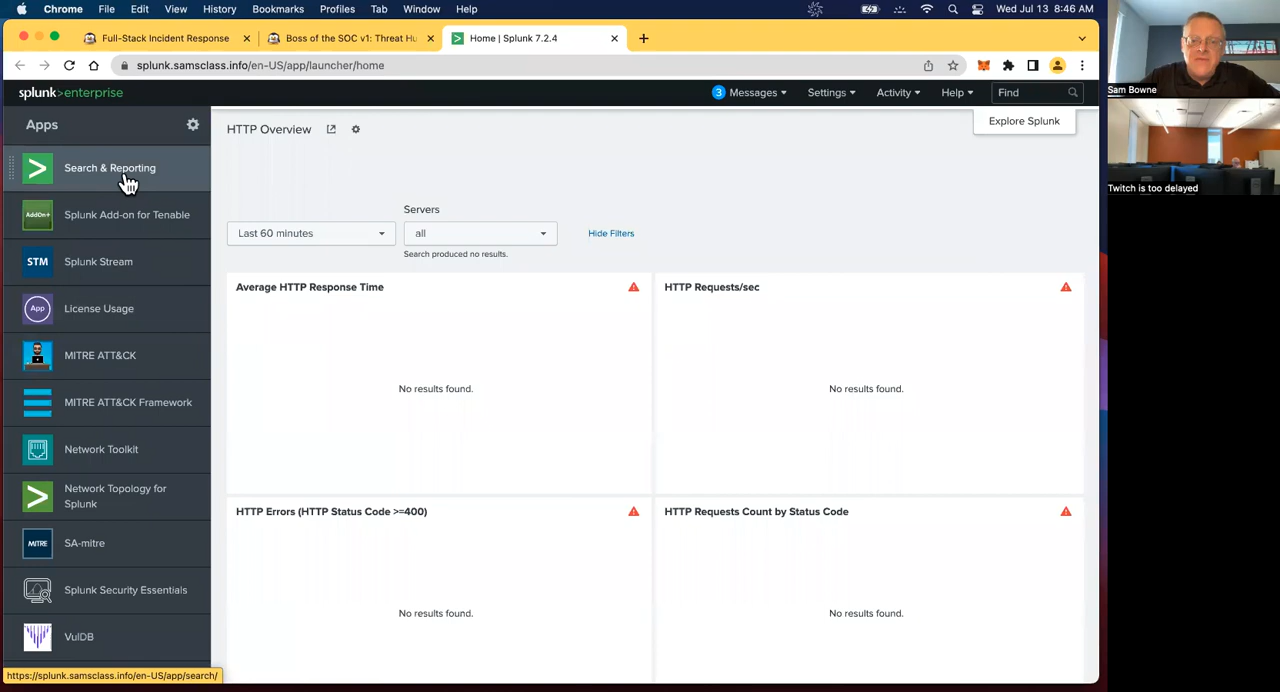 Chrome File Edit View History Bookmarks Profiles Tab Window Help Wed Jul 13 8:46 AM
Full-Stack Incident Response
Boss of the SOC v1: Threat Hu
Home | Splunk 7.2.4
splunk.samsclass.info/en-US/app/launcher/home
splunk>enterprise
3 Messages
Settings
Activity
Help
Find
Apps
Search & Reporting
Splunk Add-on for Tenable
Splunk Stream
License Usage
MITRE ATT&CK
MITRE ATT&CK Framework
Network Toolkit
Network Topology for
Splunk
SA-mitre
Splunk Security Essentials
VulDB
AddOn+
STM
App
MITRE
https://splunk.samsclass.info/en-US/app/search/
HTTP Overview
Explore Splunk
Servers
Last 60 minutes
all
Hide Filters
Search produced no results.
Average HTTP Response Time
No results found.
HTTP Requests/sec
No results found.
HTTP Errors (HTTP Status Code >=400)
No results found.
HTTP Requests Count by Status Code
No results found.
Sam Bowne
Twitch is too delayed